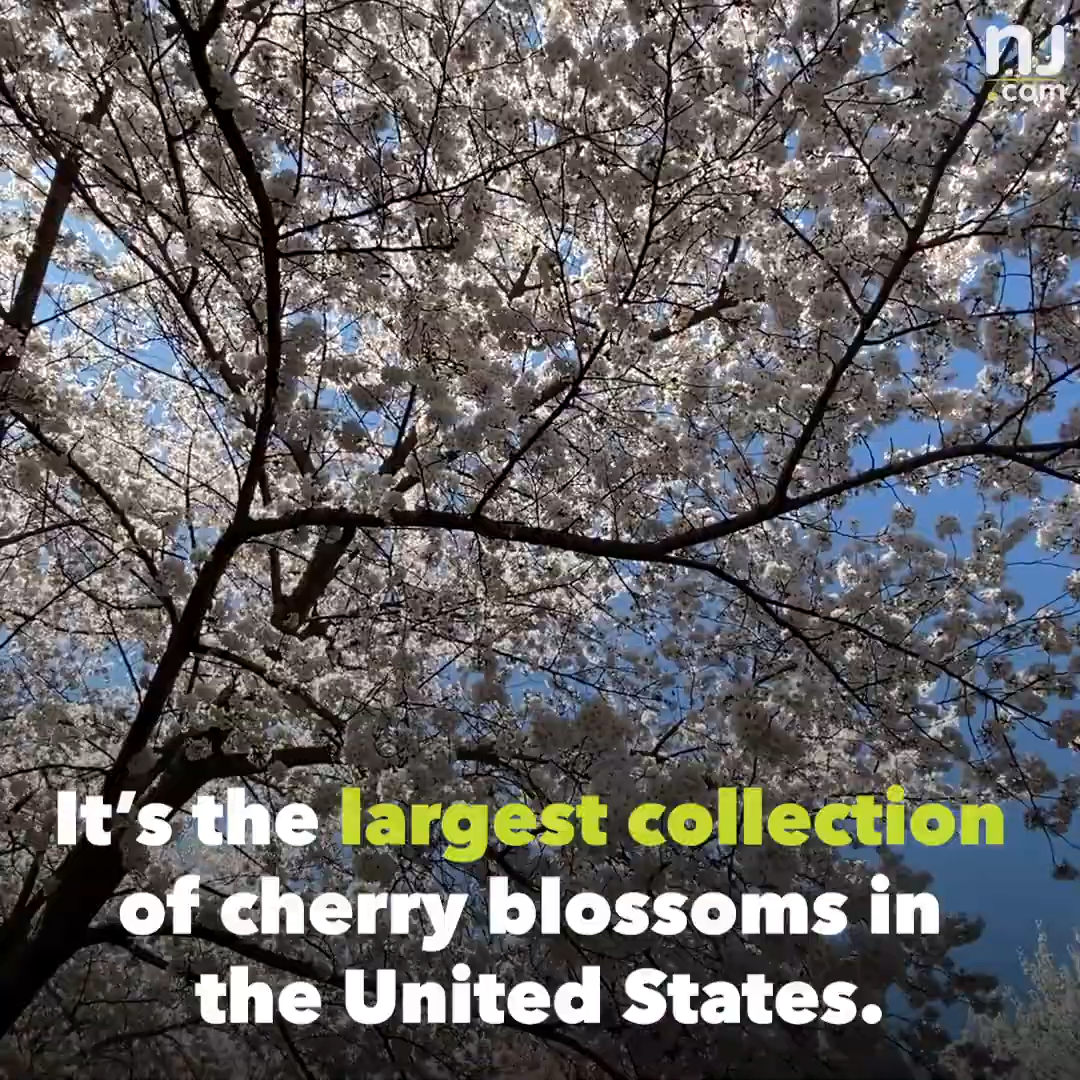 nj
.com
It's the largest collection
of cherry blossoms in
the United States.